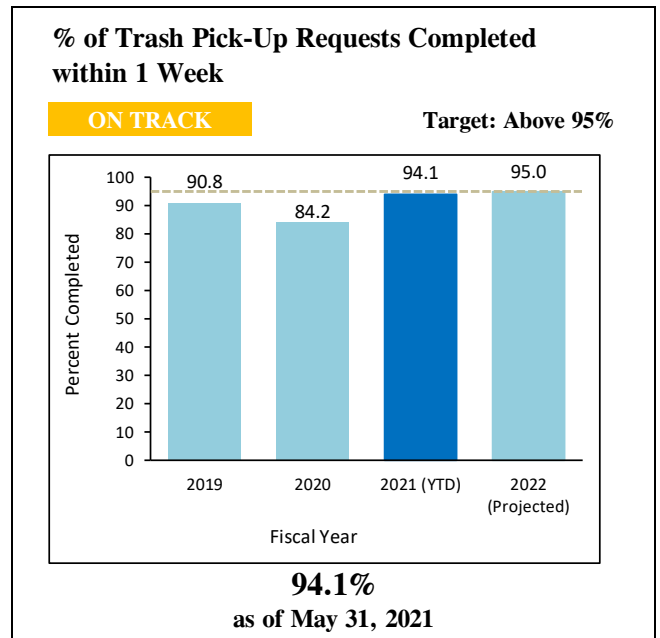 % of Trash Pick-Up Requests Completed
within 1 Week
ON TRACK
Target: Above 95%
100
90
80
70
60
50
40
30
20
10
0
Percent Completed
90.8
84.2
94.1
95.0
2019
2020
2021 (YTD)
2022
(Projected)
Fiscal Year
94.1%
as of May 31, 2021